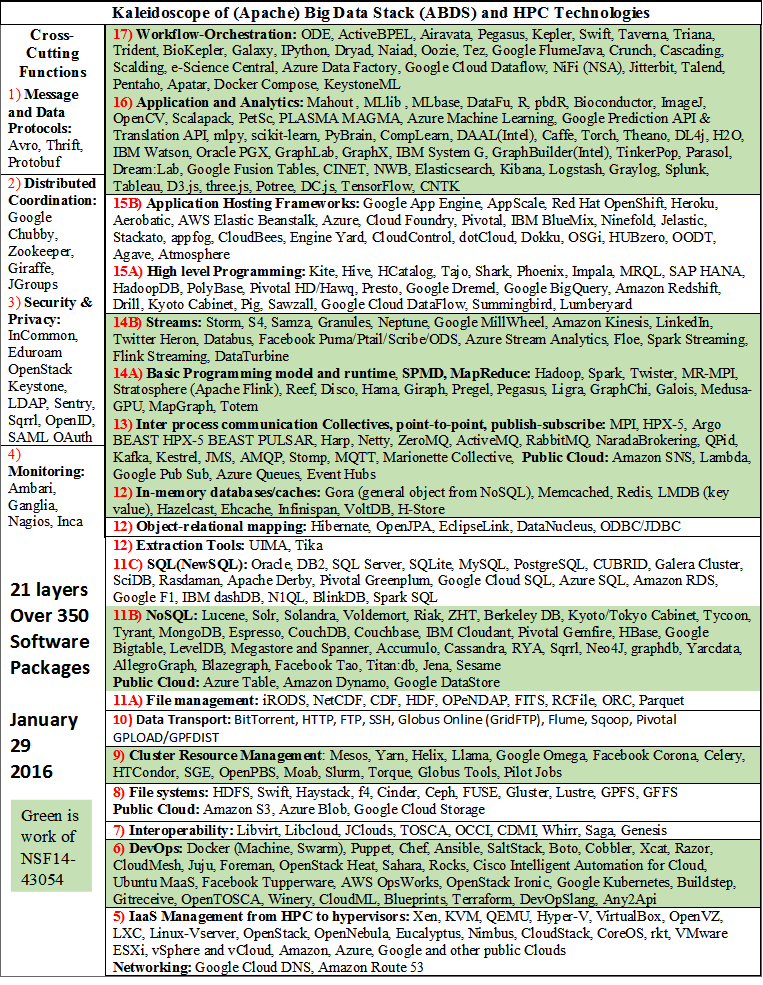 Kaleidoscope of (Apache) Big Data Stack (ABDS) and HPC Technologies
Cross-
Cutting
Functions
1) Message
and Data
Protocols:
Avro, Thrift,
Protobuf
2) Distributed
Coordination:
Google
Chubby,
Zookeeper,
Giraffe,
JGroups
3) Security &
Privacy:
InCommon,
Eduroam
OpenStack
Keystone,
LDAP, Sentry,
Sqrrl, OpenID,
SAML OAuth
4)
Monitoring:
Ambari,
Ganglia,
Nagios, Inca
21 layers
Over 350
Software
Packages
January
29
2016
Green is
work of
NSF14-
43054
17) Workflow-Orchestration: ODE, ActiveBPEL, Airavata, Pegasus, Kepler, Swift, Taverna, Triana,
Trident, BioKepler, Galaxy, IPython, Dryad, Naiad, Oozie, Tez, Google FlumeJava, Crunch, Cascading,
Scalding, e-Science Central, Azure Data Factory, Google Cloud Dataflow, NiFi (NSA), Jitterbit, Talend,
Pentaho, Apatar, Docker Compose, KeystoneML
16) Application and Analytics: Mahout , MLlib , MLbase, DataFu, R, pbdR, Bioconductor, ImageJ,
OpenCV, Scalapack, PetSc, PLASMA MAGMA, Azure Machine Learning, Google Prediction API &
Translation API, mlpy, scikit-learn, PyBrain, CompLearn, DAAL(Intel), Caffe, Torch, Theano, DL4j, H2O,
IBM Watson, Oracle PGX, GraphLab, GraphX, IBM System G, GraphBuilder(Intel), TinkerPop, Parasol,
Dream:Lab, Google Fusion Tables, CINET, NWB, Elasticsearch, Kibana, Logstash, Graylog, Splunk,
Tableau, D3.js, three.js, Potree, DC.js, TensorFlow, CNTK
15B) Application Hosting Frameworks: Google App Engine, AppScale, Red Hat OpenShift, Heroku,
Aerobatic, AWS Elastic Beanstalk, Azure, Cloud Foundry, Pivotal, IBM BlueMix, Ninefold, Jelastic,
Stackato, appfog, CloudBees, Engine Yard, CloudControl, dotCloud, Dokku, OSGi, HUBzero, OODT,
Agave, Atmosphere
15A) High level Programming: Kite, Hive, HCatalog, Tajo, Shark, Phoenix, Impala, MRQL, SAP HANA,
HadoopDB, PolyBase, Pivotal HD/Hawq, Presto, Google Dremel, Google BigQuery, Amazon Redshift,
Drill, Kyoto Cabinet, Pig, Sawzall, Google Cloud DataFlow, Summingbird, Lumberyard
14B) Streams: Storm, S4, Samza, Granules, Neptune, Google MillWheel, Amazon Kinesis, LinkedIn,
Twitter Heron, Databus, Facebook Puma/Ptail/Scribe/ODS, Azure Stream Analytics, Floe, Spark Streaming,
Flink Streaming, DataTurbine
14A) Basic Programming model and runtime, SPMD, MapReduce: Hadoop, Spark, Twister, MR-MPI,
Stratosphere (Apache Flink), Reef, Disco, Hama, Giraph, Pregel, Pegasus, Ligra, GraphChi, Galois, Medusa-
GPU, MapGraph, Totem
13) Inter process communication Collectives, point-to-point, publish-subscribe: MPI, HPX-5, Argo
BEAST HPX-5 BEAST PULSAR, Harp, Netty, ZeroMQ, ActiveMQ, RabbitMQ, NaradaBrokering, QPid,
Kafka, Kestrel, JMS, AMQP, Stomp, MQTT, Marionette Collective, Public Cloud: Amazon SNS, Lambda,
Google Pub Sub, Azure Queues, Event Hubs
12) In-memory databases/caches: Gora (general object from NoSQL), Memcached, Redis, LMDB (key
value), Hazelcast, Ehcache, Infinispan, VoltDB, H-Store
12) Object-relational mapping: Hibernate, OpenJPA, EclipseLink, DataNucleus, ODBC/JDBC
12) Extraction Tools: UIMA, Tika
11C) SQL(NewSQL): Oracle, DB2, SQL Server, SQLite, MySQL, PostgreSQL, CUBRID, Galera Cluster,
SciDB, Rasdaman, Apache Derby, Pivotal Greenplum, Google Cloud SQL, Azure SQL, Amazon RDS,
Google F1, IBM dashDB, N1QL, BlinkDB, Spark SQL
11B) NoSQL: Lucene, Solr, Solandra, Voldemort, Riak, ZHT, Berkeley DB, Kyoto/Tokyo Cabinet, Tycoon,
Tyrant, MongoDB, Espresso, CouchDB, Couchbase, IBM Cloudant, Pivotal Gemfire, HBase, Google
Bigtable, LevelDB, Megastore and Spanner, Accumulo, Cassandra, RYA, Sqrrl, Neo4J, graphdb, Yarcdata,
AllegroGraph, Blazegraph, Facebook Tao, Titan:db, Jena, Sesame
Public Cloud: Azure Table, Amazon Dynamo, Google DataStore
11A) File management: iRODS, NetCDF, CDF, HDF, OPeNDAP, FITS, RCFile, ORC, Parquet
10) Data Transport: BitTorrent, HTTP, FTP, SSH, Globus Online (GridFTP), Flume, Sqoop, Pivotal
GPLOAD/GPFDIST
9) Cluster Resource Management: Mesos, Yarn, Helix, Llama, Google Omega, Facebook Corona, Celery,
HTCondor, SGE, OpenPBS, Moab, Slurm, Torque, Globus Tools, Pilot Jobs
8) File systems: HDFS, Swift, Haystack, f4, Cinder, Ceph, FUSE, Gluster, Lustre, GPFS, GFFS
Public Cloud: Amazon S3, Azure Blob, Google Cloud Storage
7) Interoperability: Libvirt, Libcloud, JClouds, TOSCA, OCCI, CDMI, Whirr, Saga, Genesis
6) DevOps: Docker (Machine, Swarm), Puppet, Chef, Ansible, SaltStack, Boto, Cobbler, Xcat, Razor,
CloudMesh, Juju, Foreman, OpenStack Heat, Sahara, Rocks, Cisco Intelligent Automation for Cloud,
Ubuntu MaaS, Facebook Tupperware, AWS OpsWorks, OpenStack Ironic, Google Kubernetes, Buildstep,
Gitreceive, OpenTOSCA, Winery, CloudML, Blueprints, Terraform, DevOpSlang, Any2Api
5) IaaS Management from HPC to hypervisors: Xen, KVM, QEMU, Hyper-V, VirtualBox, OpenVZ,
LXC, Linux-Vserver, OpenStack, OpenNebula, Eucalyptus, Nimbus, CloudStack, CoreOS, rkt, VMware
ESXi, vSphere and vCloud, Amazon, Azure, Google and other public Clouds
Networking: Google Cloud DNS, Amazon Route 53